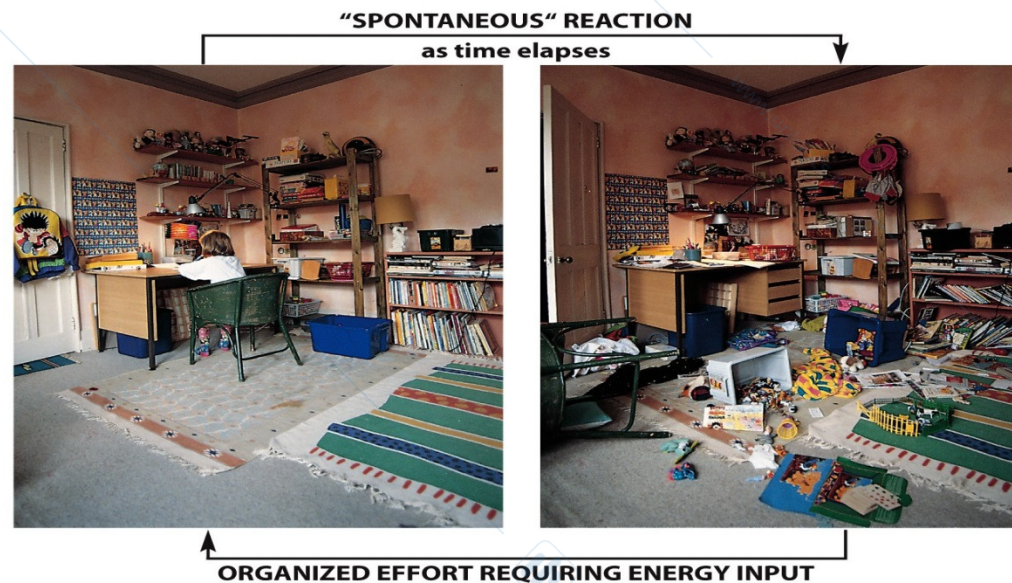 “SPONTANEOUS“ REACTION
as time elapses
ORGANIZED EFFORT REQUIRING ENERGY INPUT